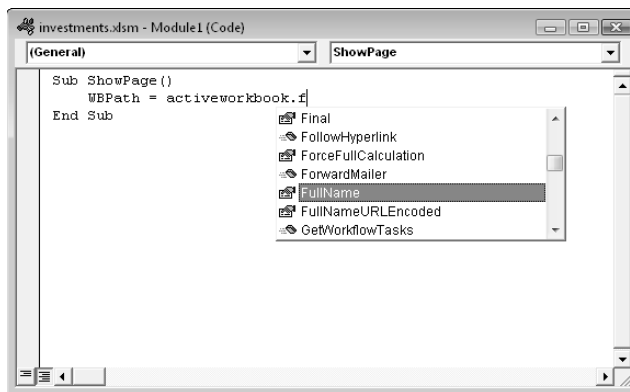 investments.xlsm - Module1 (Code)
(General) ShowPage
Sub ShowPage()
WBPath = activeworkbook.f
End Sub
Final
FollowHyperlink
ForceFullCalculation
ForwardMailer
FullName
FullNameURLEncoded
GetWorkflowTasks